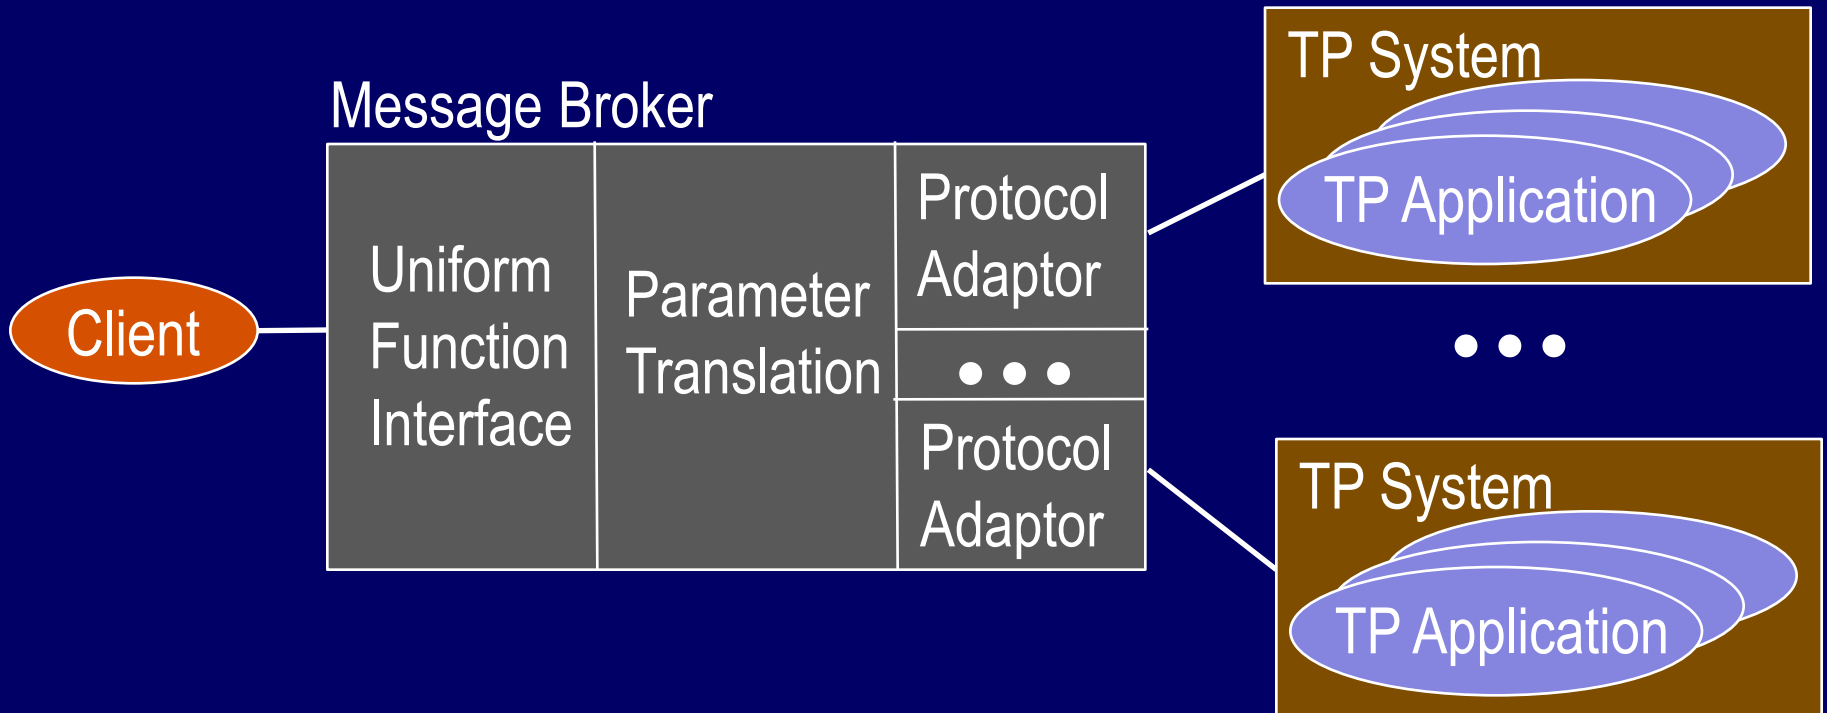 Message Broker
Client
Uniform
Function
Interface
Parameter
Translation
Protocol
Adaptor
•••
Protocol
Adaptor
TP System
TP Application
•••
TP System
TP Application